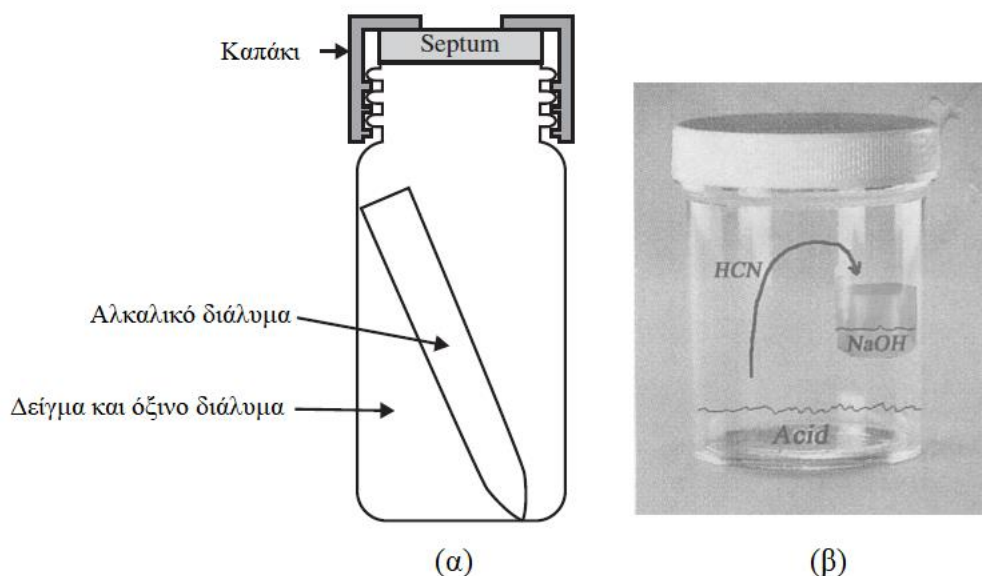 Καπάκι
Septum
Αλκαλικό διάλυμα
Δείγμα και όξινο διάλυμα
HCN
NaOH
Acid
(α)
(β)